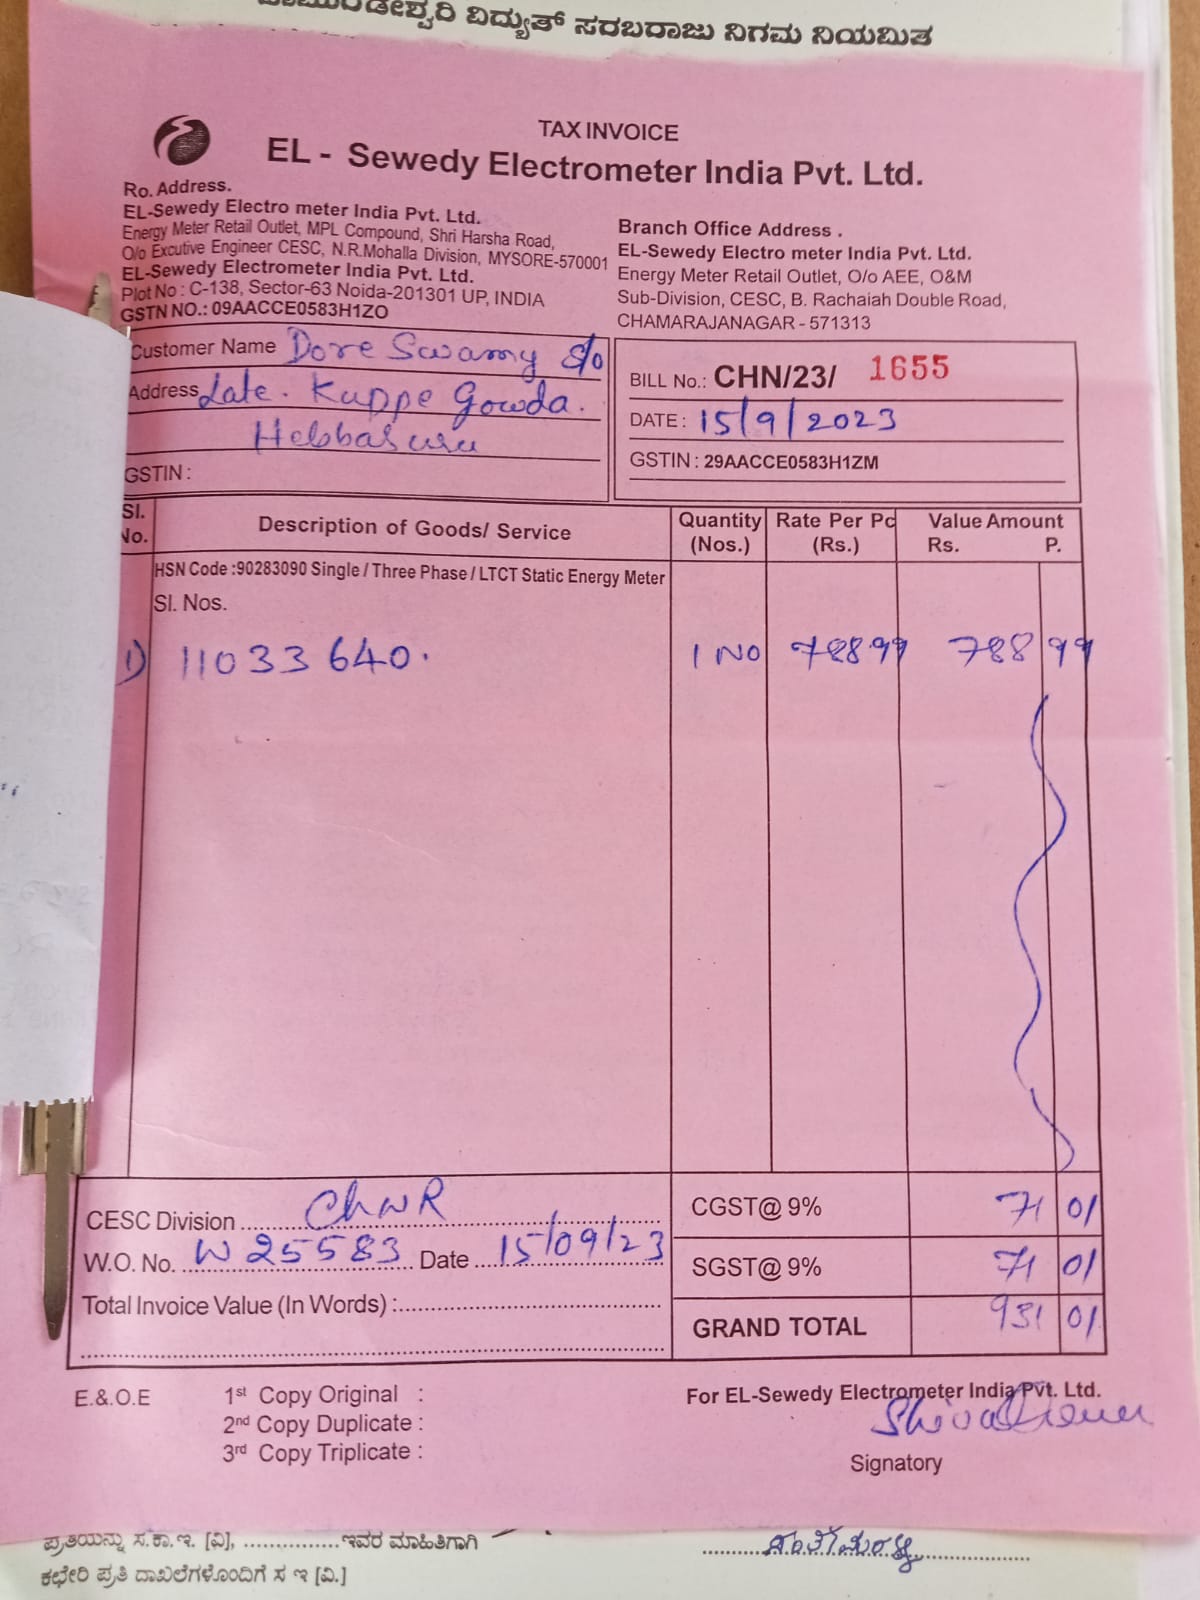 ವಿದ್ಯುತ್ ಸರಬರಾಜು ನಿಗಮ ನಿಯಮಿತ
TAX INVOICE
EL - Sewedy Electrometer India Pvt. Ltd.
Ro. Address.
EL-Sewedy Electro meter India Pvt. Ltd.
Energy Meter Retail Outlet, MPL Compound, Shri Harsha Road,
O/o Excutive Engineer CESC, N.R.Mohalla Division, MYSORE-570001
EL-Sewedy Electrometer India Pvt. Ltd.
Plot No : C-138, Sector-63 Noida-201301 UP, INDIA
GSTN NO.: 09AACCE0583H1ZO
Branch Office Address .
EL-Sewedy Electro meter India Pvt. Ltd.
Energy Meter Retail Outlet, O/o AEE, O&M
Sub-Division, CESC, B. Rachaiah Double Road,
CHAMARAJANAGAR - 571313
Customer Name Dore Swamy S/o
Address Late. Kuppe Gowda.
Hebbasuru
GSTIN :
BILL No.: CHN/23/ 1655
DATE : 15/9/2023
GSTIN : 29AACCE0583H1ZM
Sl. No. Description of Goods/ Service Quantity (Nos.) Rate Per Pc (Rs.) Value Amount Rs. P.
HSN Code :90283090 Single / Three Phase / LTCT Static Energy Meter
Sl. Nos.
1) 11033640. 1 NO 788.99 788 99
CESC Division ChNR CGST@ 9% 71 01
W.O. No. W 25583 Date 15/09/23 SGST@ 9% 71 01
Total Invoice Value (In Words) : GRAND TOTAL 931 01
E.&.O.E 1st Copy Original :
2nd Copy Duplicate :
3rd Copy Triplicate :
For EL-Sewedy Electrometer India Pvt. Ltd.
Signatory
ಪ್ರತಿಯನ್ನು ಸ.ಕಾ.ಇ. [ವಿ], ............... ಇವರ ಮಾಹಿತಿಗಾಗಿ
ಕಛೇರಿ ಪ್ರತಿ ದಾಖಲೆಗಳೊಂದಿಗೆ ಸ ಇ [ವಿ.]